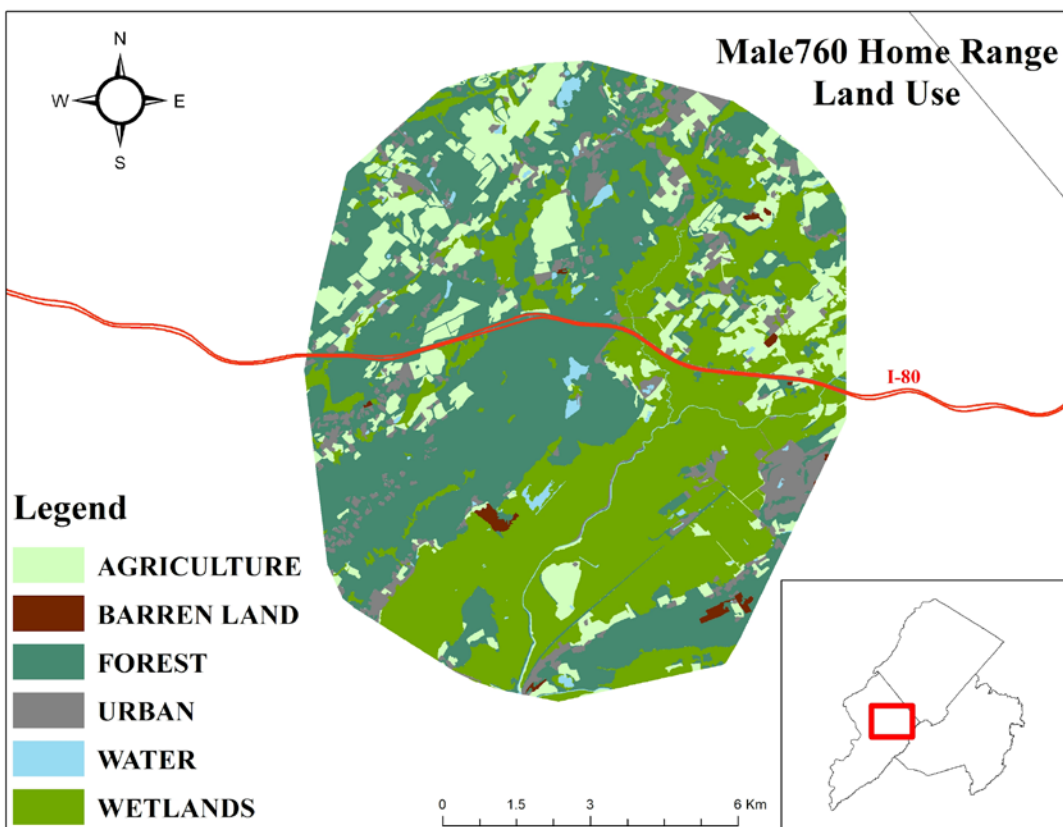 Male760 Home Range
Land Use
N
W E
S
I-80
Legend
AGRICULTURE
BARREN LAND
FOREST
URBAN
WATER
WETLANDS
0 1.5 3 6 Km